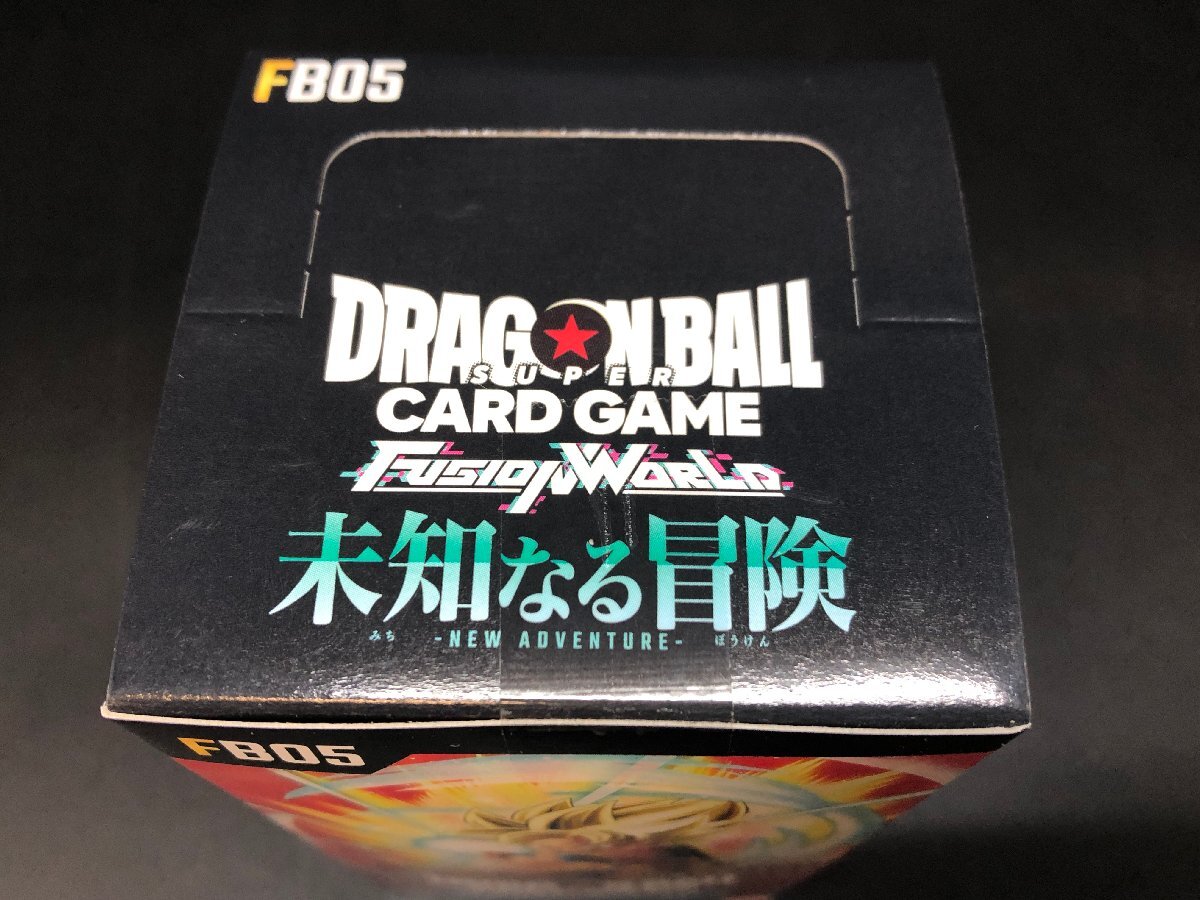 FB05
DRAGON BALL
SUPER
CARD GAME
FUSION WORLD
未知なる冒険
みち -NEW ADVENTURE- ぼうけん
FB05